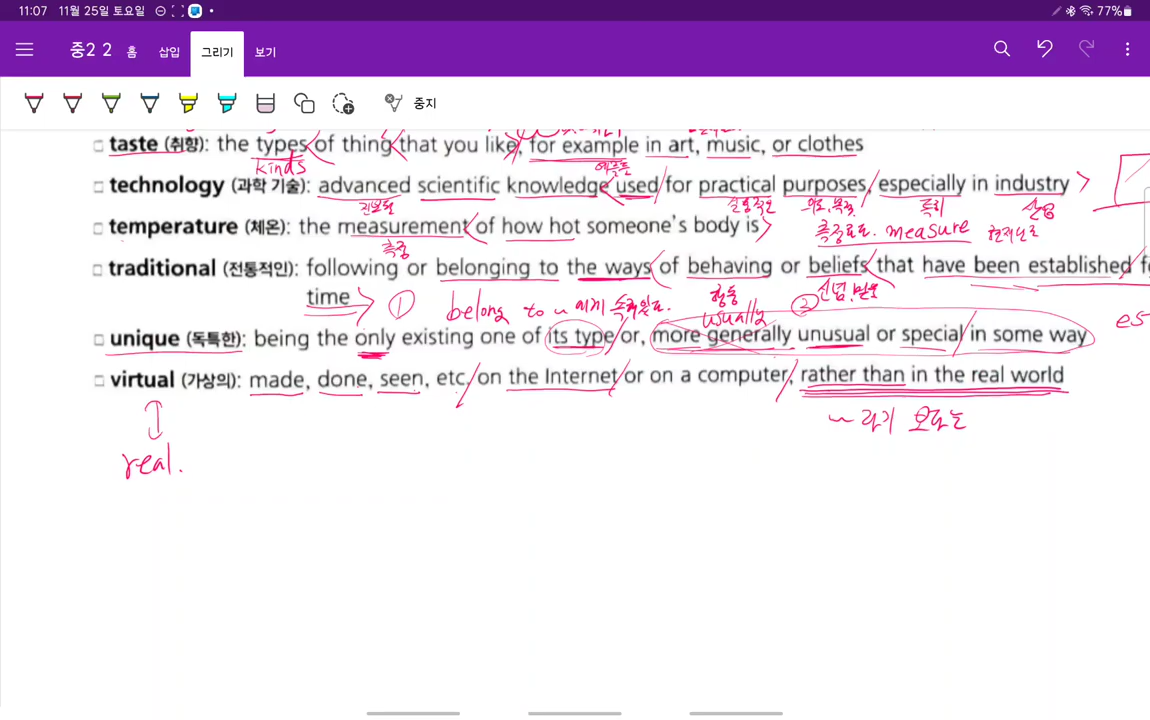 11:07 11월 25일 토요일 77%
중2 2 홈 삽입 그리기 보기
중지
taste (취향): the types of thing that you like, for example in art, music, or clothes
kinds 예를들
technology (과학 기술): advanced scientific knowledge used for practical purposes, especially in industry
진보된 실용적인 의도, 목적 특히 산업
temperature (체온): the measurement of how hot someone's body is
측정 measure
traditional (전통적인): following or belonging to the ways of behaving or beliefs that have been established f
행동 신념, 믿음
time ① belong to ~에게 속하다 ②
usually es
unique (독특한): being the only existing one of its type or, more generally unusual or special in some way
virtual (가상의): made, done, seen, etc. on the Internet or on a computer, rather than in the real world
~ 라기 보다는
real.